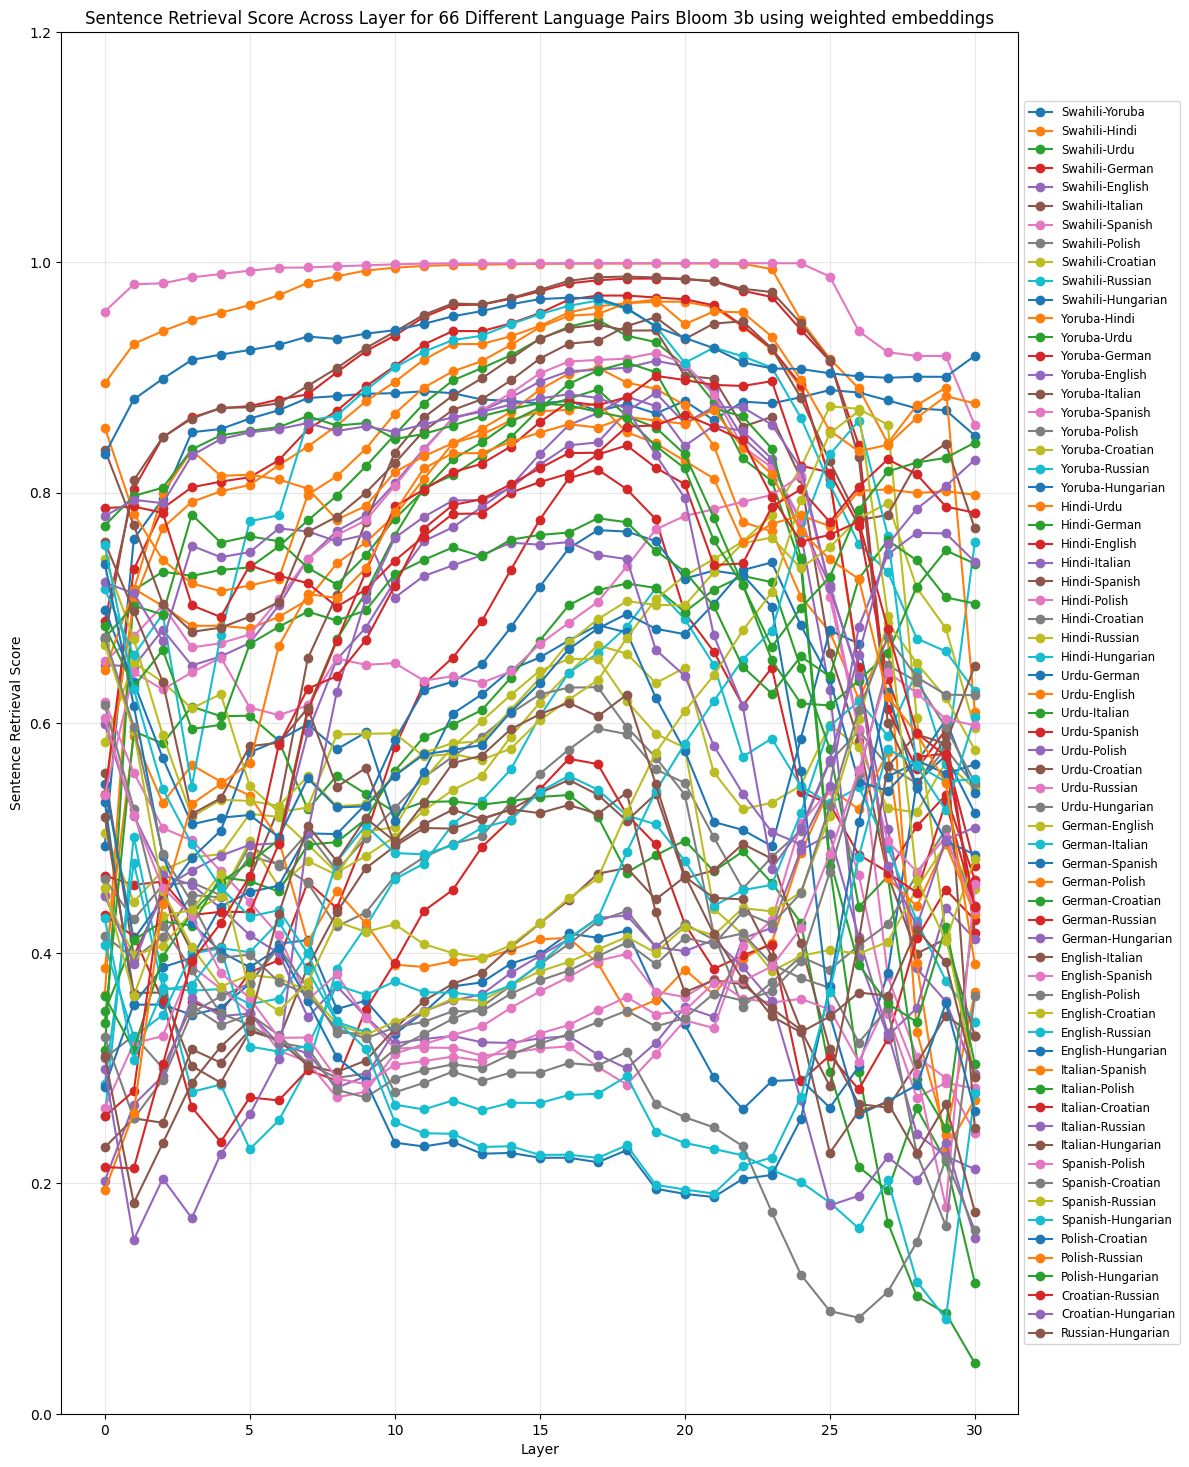 Sentence Retrieval Score Across Layer for 66 Different Language Pairs Bloom 3b using weighted embeddings
1.2
1.0
0.8
0.6
0.4
0.2
0.0
Sentence Retrieval Score
0 5 10 15 20 25 30
Layer
Swahili-Yoruba
Swahili-Hindi
Swahili-Urdu
Swahili-German
Swahili-English
Swahili-Italian
Swahili-Spanish
Swahili-Polish
Swahili-Croatian
Swahili-Russian
Swahili-Hungarian
Yoruba-Hindi
Yoruba-Urdu
Yoruba-German
Yoruba-English
Yoruba-Italian
Yoruba-Spanish
Yoruba-Polish
Yoruba-Croatian
Yoruba-Russian
Yoruba-Hungarian
Hindi-Urdu
Hindi-German
Hindi-English
Hindi-Italian
Hindi-Spanish
Hindi-Polish
Hindi-Croatian
Hindi-Russian
Hindi-Hungarian
Urdu-German
Urdu-English
Urdu-Italian
Urdu-Spanish
Urdu-Polish
Urdu-Croatian
Urdu-Russian
Urdu-Hungarian
German-English
German-Italian
German-Spanish
German-Polish
German-Croatian
German-Russian
German-Hungarian
English-Italian
English-Spanish
English-Polish
English-Croatian
English-Russian
English-Hungarian
Italian-Spanish
Italian-Polish
Italian-Croatian
Italian-Russian
Italian-Hungarian
Spanish-Polish
Spanish-Croatian
Spanish-Russian
Spanish-Hungarian
Polish-Croatian
Polish-Russian
Polish-Hungarian
Croatian-Russian
Croatian-Hungarian
Russian-Hungarian